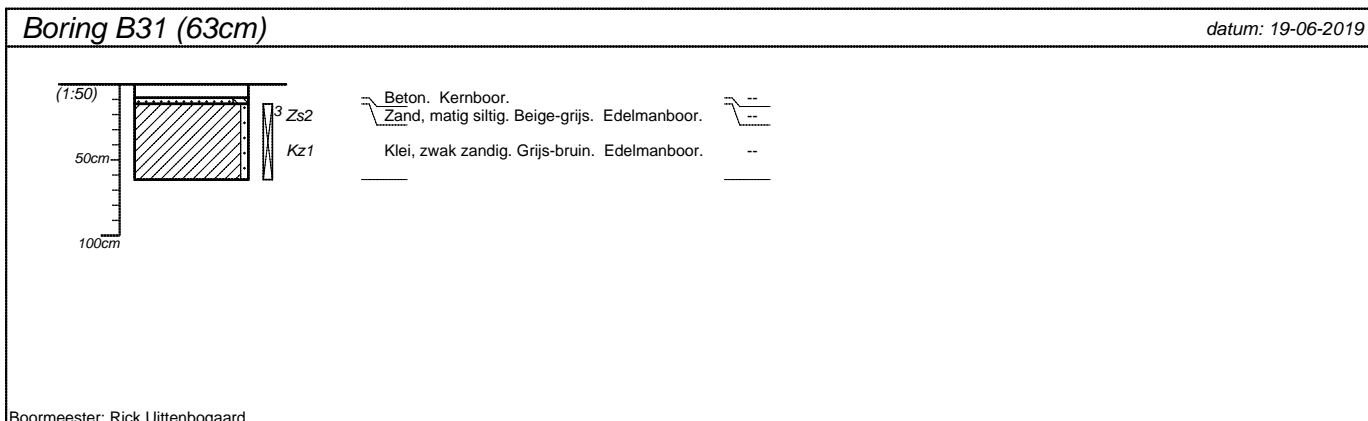 Boring B31 (63cm) datum: 19-06-2019
(1:50) Beton. Kernboor. --
3 Zs2 Zand, matig siltig. Beige-grijs. Edelmanboor. --
50cm Kz1 Klei, zwak zandig. Grijs-bruin. Edelmanboor. --
100cm
Boormeester: Rick Uittenbogaard